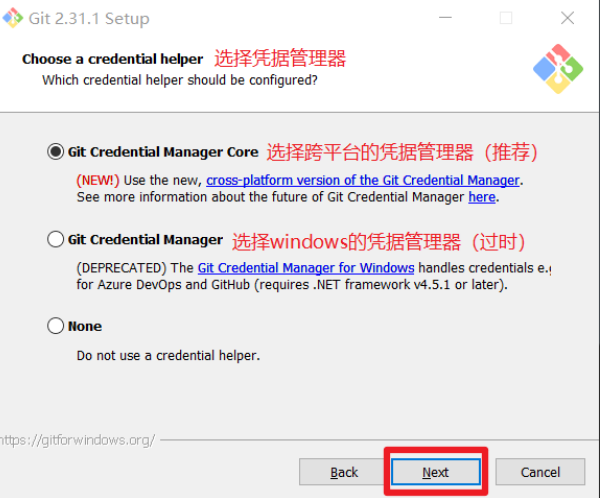 Git 2.31.1 Setup
Choose a credential helper 选择凭据管理器
Which credential helper should be configured?
Git Credential Manager Core 选择跨平台的凭据管理器（推荐）
(NEW!) Use the new, cross-platform version of the Git Credential Manager.
See more information about the future of Git Credential Manager here.
Git Credential Manager 选择windows的凭据管理器（过时）
(DEPRECATED) The Git Credential Manager for Windows handles credentials e.g
for Azure DevOps and GitHub (requires .NET framework v4.5.1 or later).
None
Do not use a credential helper.
https://gitforwindows.org/
Back Next Cancel